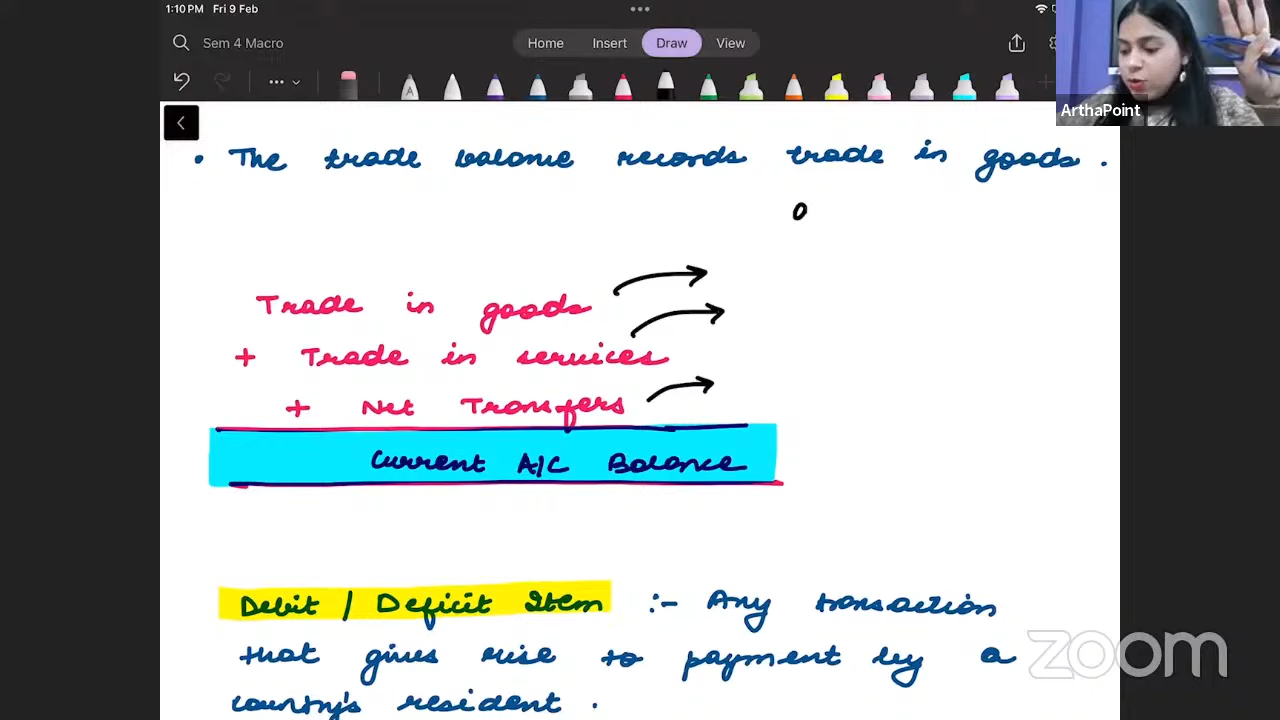 1:10 PM Fri 9 Feb
Sem 4 Macro
Home Insert Draw View
A
ArthaPoint
• The trade balance records trade in goods.
Trade in goods
+ Trade in services
+ Net Transfers
Current A/C Balance
Debit / Deficit Item :- Any transaction
that gives rise to payment by a
country's resident.
zoom